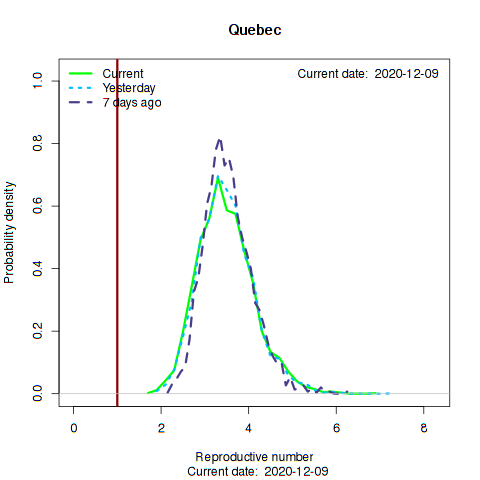 Quebec
Current
Yesterday
7 days ago
Current date: 2020-12-09
Probability density
0.0
0.2
0.4
0.6
0.8
1.0
0 2 4 6 8
Reproductive number
Current date: 2020-12-09